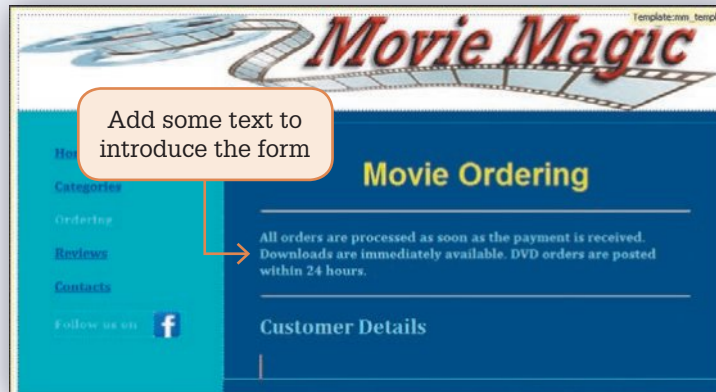 Template:mm_templ
Movie Magic
Add some text to
introduce the form
Categories
Ordering
Reviews
Contacts
Follow us on
Movie Ordering
All orders are processed as soon as the payment is received.
Downloads are immediately available. DVD orders are posted
within 24 hours.
Customer Details